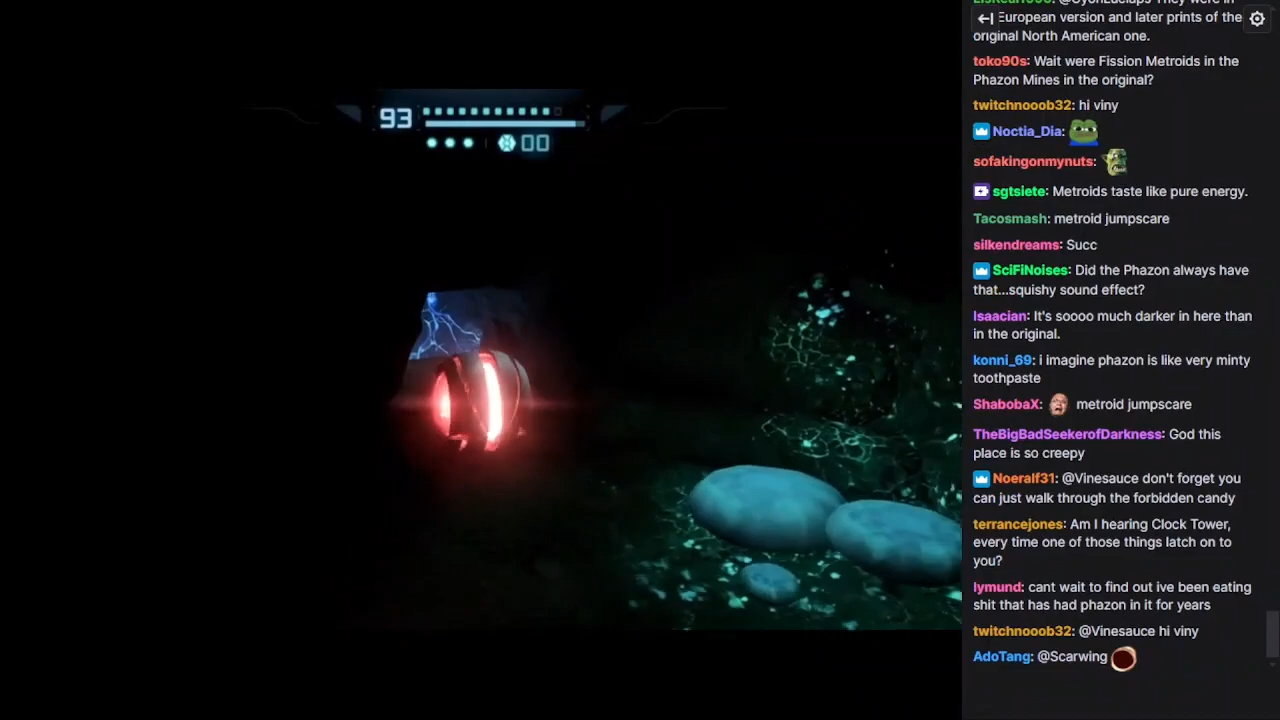 93
00
European version and later prints of the
original North American one.
toko90s: Wait were Fission Metroids in the
Phazon Mines in the original?
twitchnooob32: hi viny
Noctia_Dia:
sofakingonmynuts:
sgtsiete: Metroids taste like pure energy.
Tacosmash: metroid jumpscare
silkendreams: Succ
SciFiNoises: Did the Phazon always have
that...squishy sound effect?
Isaacian: It's soooo much darker in here than
in the original.
konni_69: i imagine phazon is like very minty
toothpaste
ShabobaX: metroid jumpscare
TheBigBadSeekerofDarkness: God this
place is so creepy
Noeralf31: @Vinesauce don't forget you
can just walk through the forbidden candy
terrancejones: Am I hearing Clock Tower,
every time one of those things latch on to
you?
lymund: cant wait to find out ive been eating
shit that has had phazon in it for years
twitchnooob32: @Vinesauce hi viny
AdoTang: @Scarwing